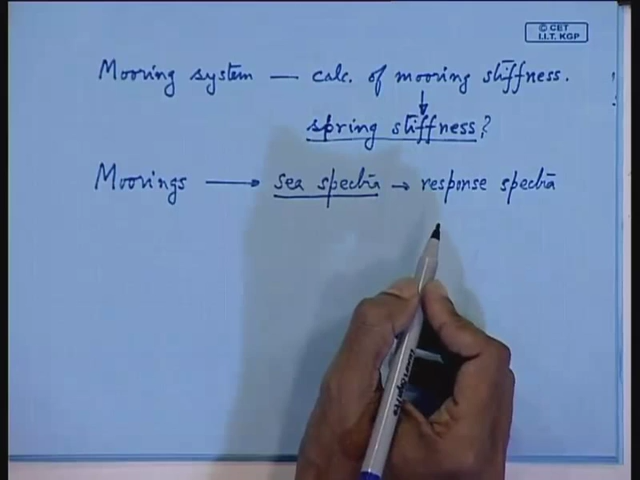 © CET
I.I.T. KGP
Mooring system — calc. of mooring stiffness.
↓
spring stiffness?
Moorings → sea spectra → response spectra